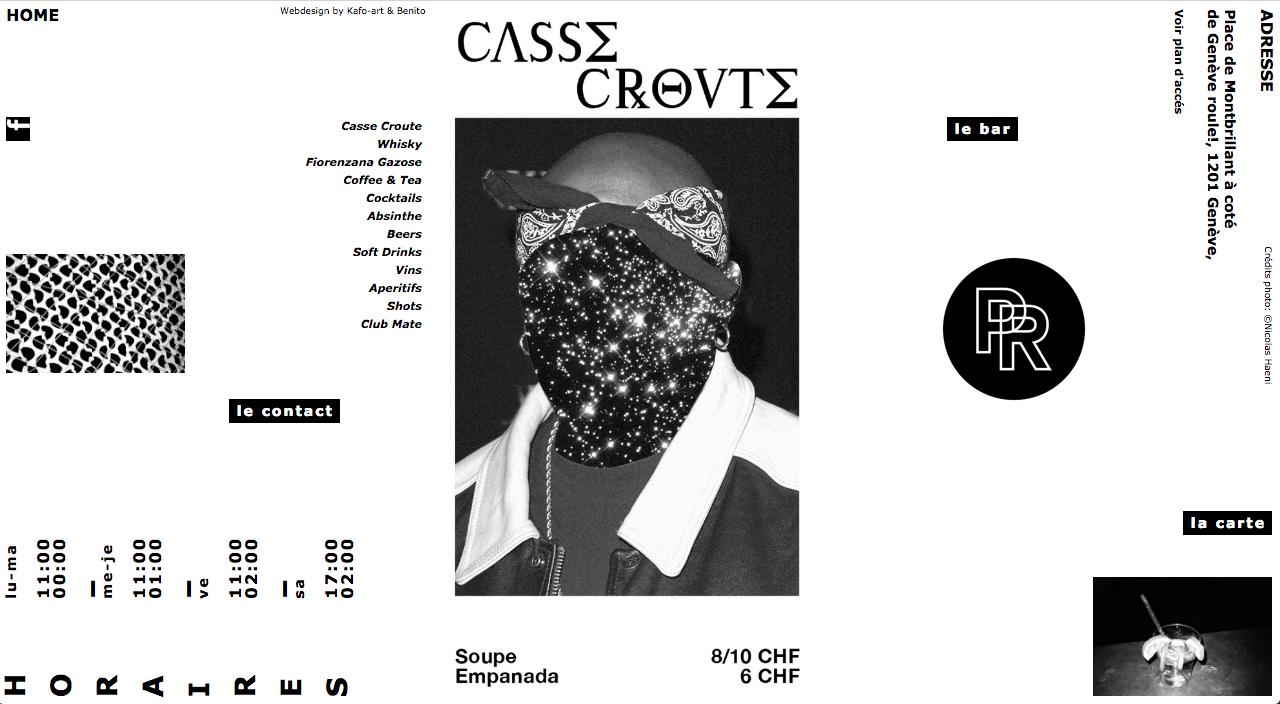 HOME
Webdesign by Kafo-art & Benito
CΛSSΣ
CRΘVTΣ
f
Casse Croute
Whisky
Fiorenzana Gazose
Coffee & Tea
Cocktails
Absinthe
Beers
Soft Drinks
Vins
Aperitifs
Shots
Club Mate
le contact
lu-ma
11:00
00:00
me-je
11:00
01:00
ve
11:00
02:00
sa
17:00
02:00
HORAIRES
Soupe 8/10 CHF
Empanada 6 CHF
le bar
PR
la carte
ADRESSE
Place de Montbrillant à coté
de Genève roule!, 1201 Genève,
Voir plan d'accés
Crédits photo: ©Nicolas Haeni